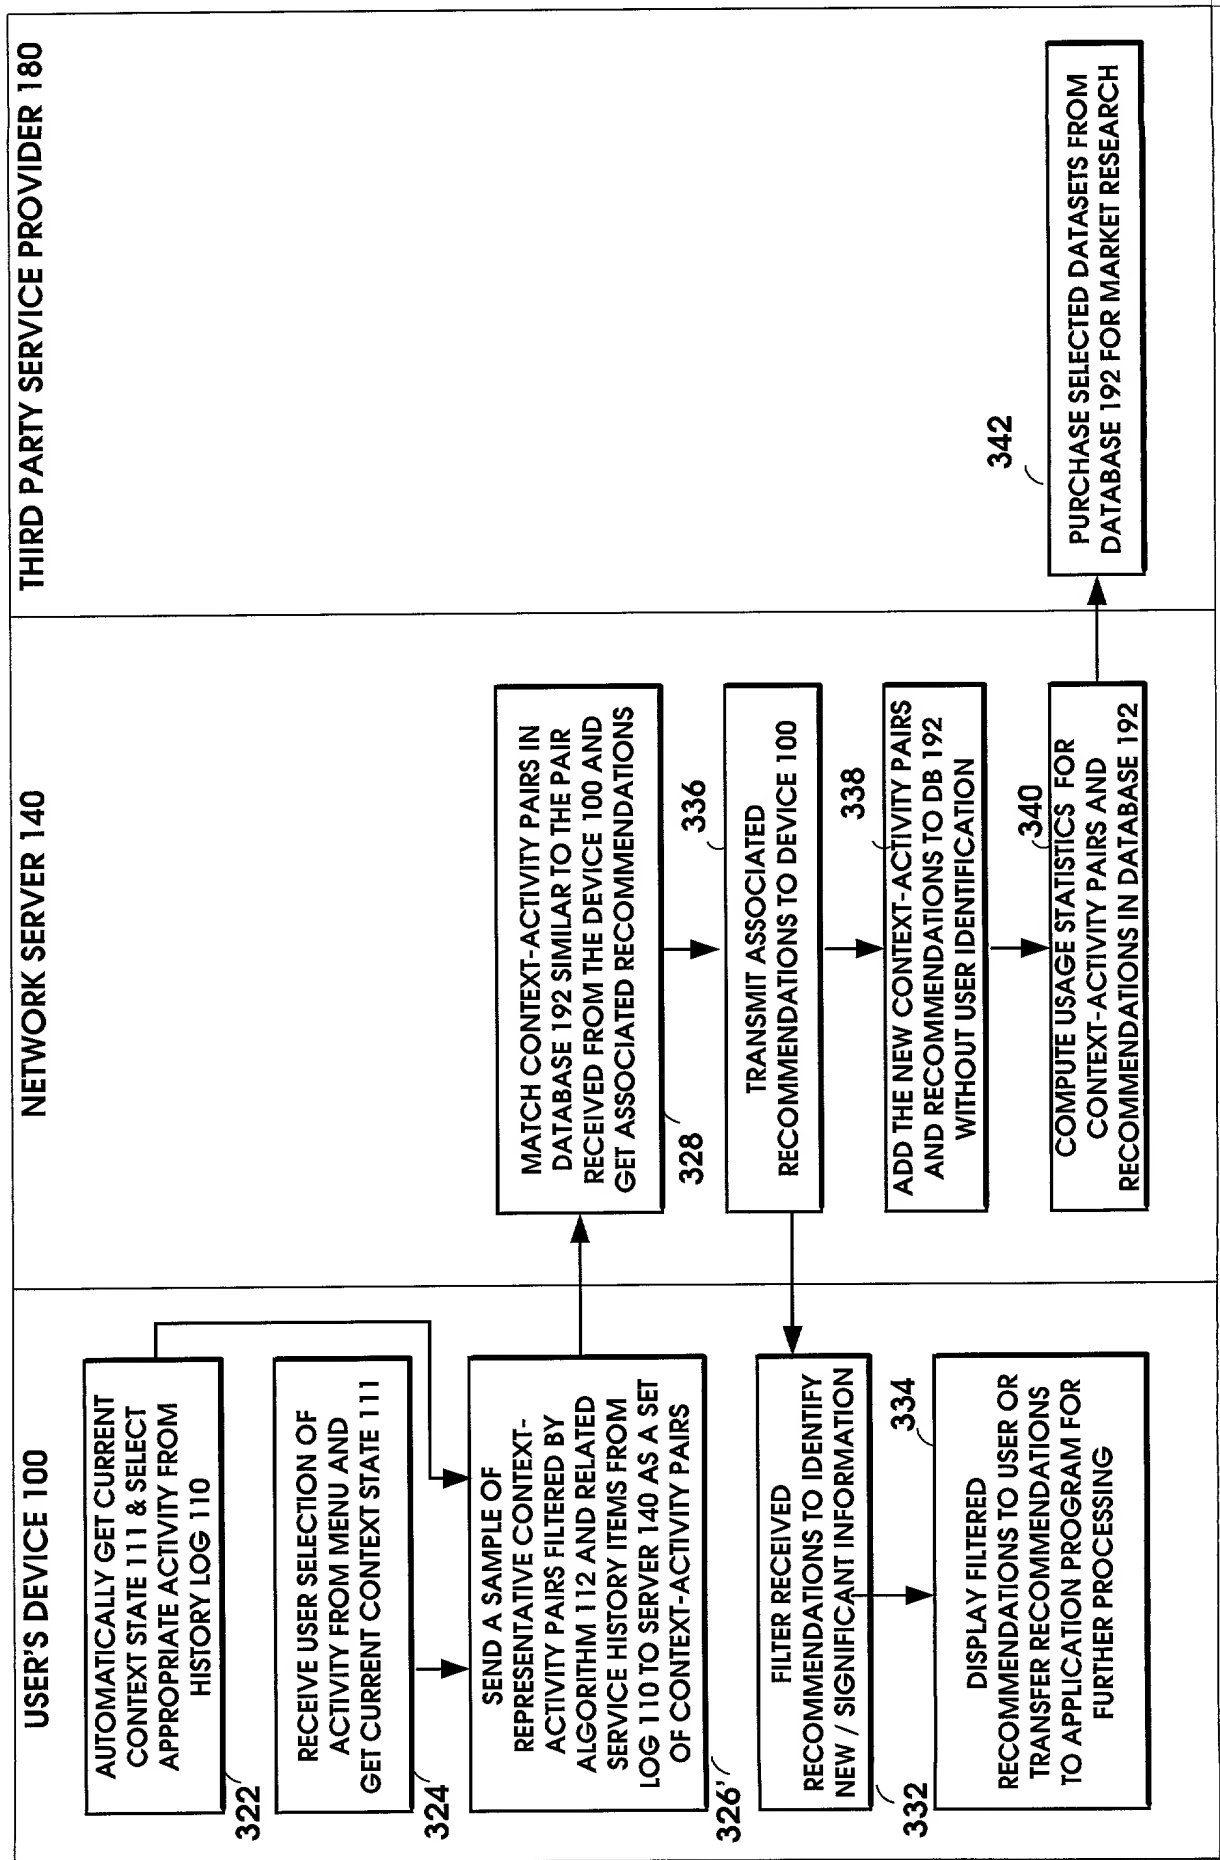 USER'S DEVICE 100
AUTOMATICALLY GET CURRENT
CONTEXT STATE 111 & SELECT
APPROPRIATE ACTIVITY FROM
HISTORY LOG 110
322
RECEIVE USER SELECTION OF
ACTIVITY FROM MENU AND
GET CURRENT CONTEXT STATE 111
324
SEND A SAMPLE OF
REPRESENTATIVE CONTEXT-
ACTIVITY PAIRS FILTERED BY
ALGORITHM 112 AND RELATED
SERVICE HISTORY ITEMS FROM
LOG 110 TO SERVER 140 AS A SET
OF CONTEXT-ACTIVITY PAIRS
326'
FILTER RECEIVED
RECOMMENDATIONS TO IDENTIFY
NEW / SIGNIFICANT INFORMATION
332
334
DISPLAY FILTERED
RECOMMENDATIONS TO USER OR
TRANSFER RECOMMENDATIONS
TO APPLICATION PROGRAM FOR
FURTHER PROCESSING
NETWORK SERVER 140
MATCH CONTEXT-ACTIVITY PAIRS IN
DATABASE 192 SIMILAR TO THE PAIR
RECEIVED FROM THE DEVICE 100 AND
GET ASSOCIATED RECOMMENDATIONS
328
336
TRANSMIT ASSOCIATED
RECOMMENDATIONS TO DEVICE 100
338
ADD THE NEW CONTEXT-ACTIVITY PAIRS
AND RECOMMENDATIONS TO DB 192
WITHOUT USER IDENTIFICATION
340
COMPUTE USAGE STATISTICS FOR
CONTEXT-ACTIVITY PAIRS AND
RECOMMENDATIONS IN DATABASE 192
THIRD PARTY SERVICE PROVIDER 180
342
PURCHASE SELECTED DATASETS FROM
DATABASE 192 FOR MARKET RESEARCH